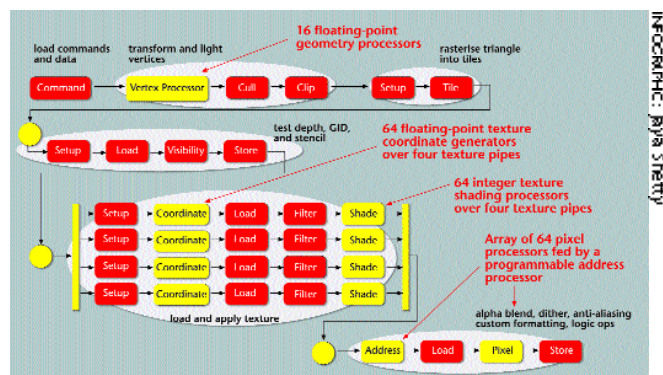 load commands
and data
transform and light
vertices
16 floating-point
geometry processors
rasterise triangle
into tiles
Command
Vertex Processor
Cull
Clip
Setup
Tile
test depth, GID,
and stencil
Setup
Load
Visibility
Store
64 floating-point texture
coordinate generators
over four texture pipes
64 integer texture
shading processors
over four texture pipes
Setup
Coordinate
Load
Filter
Shade
Setup
Coordinate
Load
Filter
Shade
Setup
Coordinate
Load
Filter
Shade
Setup
Coordinate
Load
Filter
Shade
load and apply texture
Array of 64 pixel
processors fed by a
programmable address
processor
alpha blend, dither, anti-aliasing
custom formatting, logic ops
Address
Load
Pixel
Store
INFOGRAPHIC: